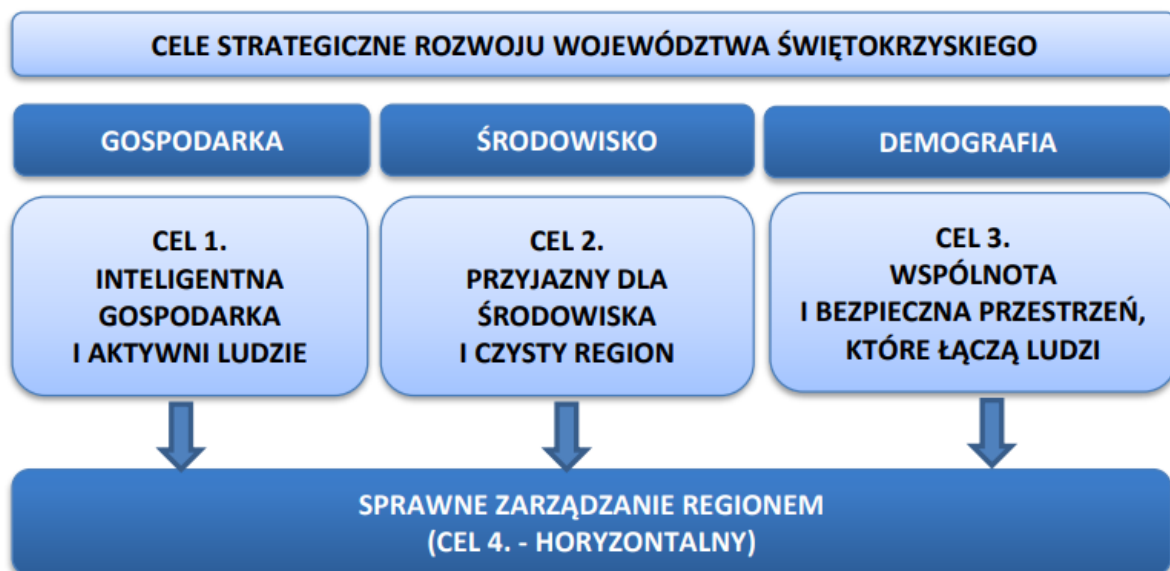 CELE STRATEGICZNE ROZWOJU WOJEWÓDZTWA ŚWIĘTOKRZYSKIEGO
GOSPODARKA
ŚRODOWISKO
DEMOGRAFIA
CEL 1.
INTELIGENTNA
GOSPODARKA
I AKTYWNI LUDZIE
CEL 2.
PRZYJAZNY DLA
ŚRODOWISKA
I CZYSTY REGION
CEL 3.
WSPÓLNOTA
I BEZPIECZNA PRZESTRZEŃ,
KTÓRE ŁĄCZĄ LUDZI
SPRAWNE ZARZĄDZANIE REGIONEM
(CEL 4. - HORYZONTALNY)